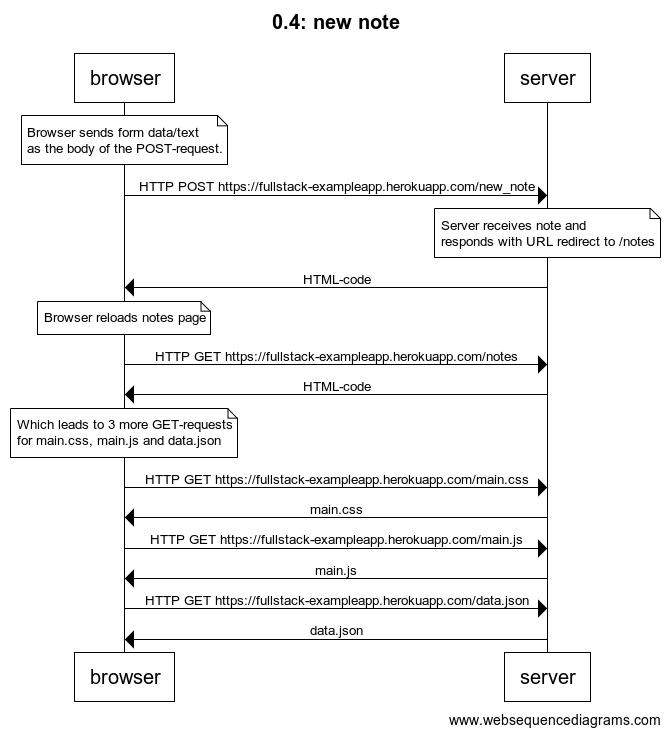 0.4: new note
browser
server
Browser sends form data/text
as the body of the POST-request.
HTTP POST https://fullstack-exampleapp.herokuapp.com/new_note
Server receives note and
responds with URL redirect to /notes
HTML-code
Browser reloads notes page
HTTP GET https://fullstack-exampleapp.herokuapp.com/notes
HTML-code
Which leads to 3 more GET-requests
for main.css, main.js and data.json
HTTP GET https://fullstack-exampleapp.herokuapp.com/main.css
main.css
HTTP GET https://fullstack-exampleapp.herokuapp.com/main.js
main.js
HTTP GET https://fullstack-exampleapp.herokuapp.com/data.json
data.json
browser
server
www.websequencediagrams.com